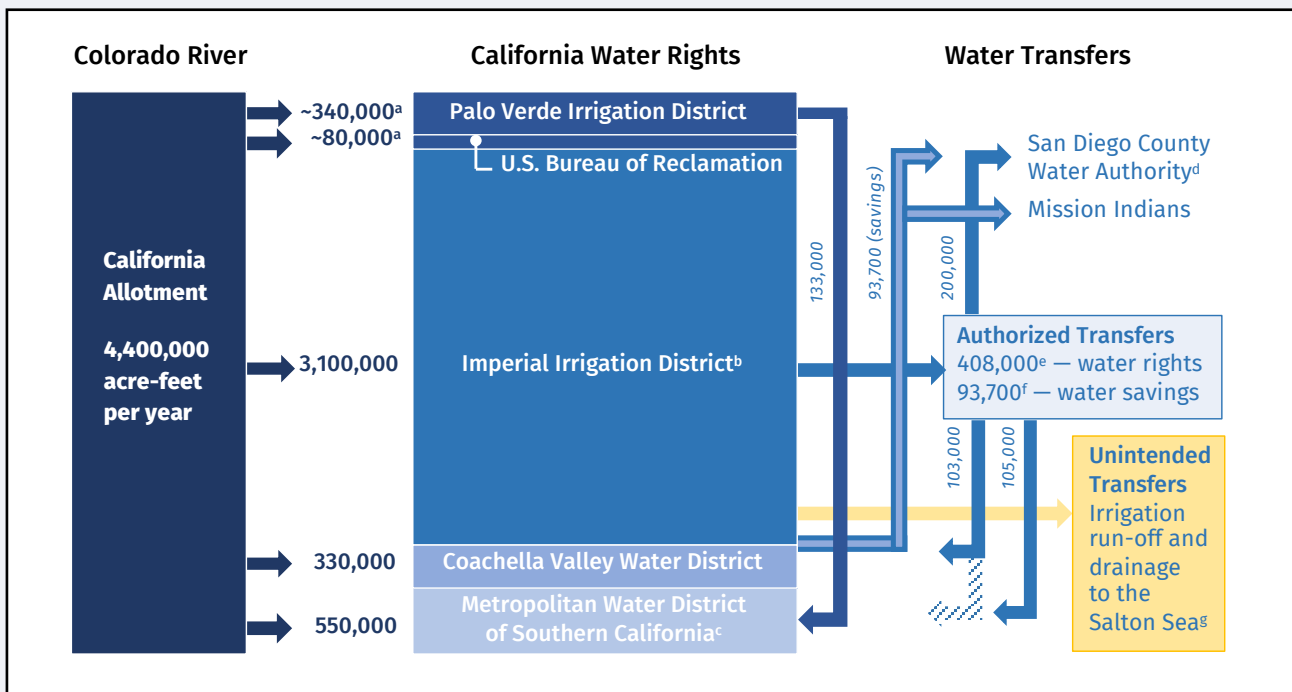 Colorado River
California Water Rights
Water Transfers
California
Allotment
4,400,000
acre-feet
per year
~340,000ᵃ
~80,000ᵃ
3,100,000
330,000
550,000
Palo Verde Irrigation District
U.S. Bureau of Reclamation
Imperial Irrigation Districtᵇ
Coachella Valley Water District
Metropolitan Water District
of Southern Californiaᶜ
133,000
93,700 (savings)
200,000
San Diego County
Water Authorityᵈ
Mission Indians
Authorized Transfers
408,000ᵉ — water rights
93,700ᶠ — water savings
103,000
105,000
Unintended
Transfers
Irrigation
run-off and
drainage
to the
Salton Seaᵍ